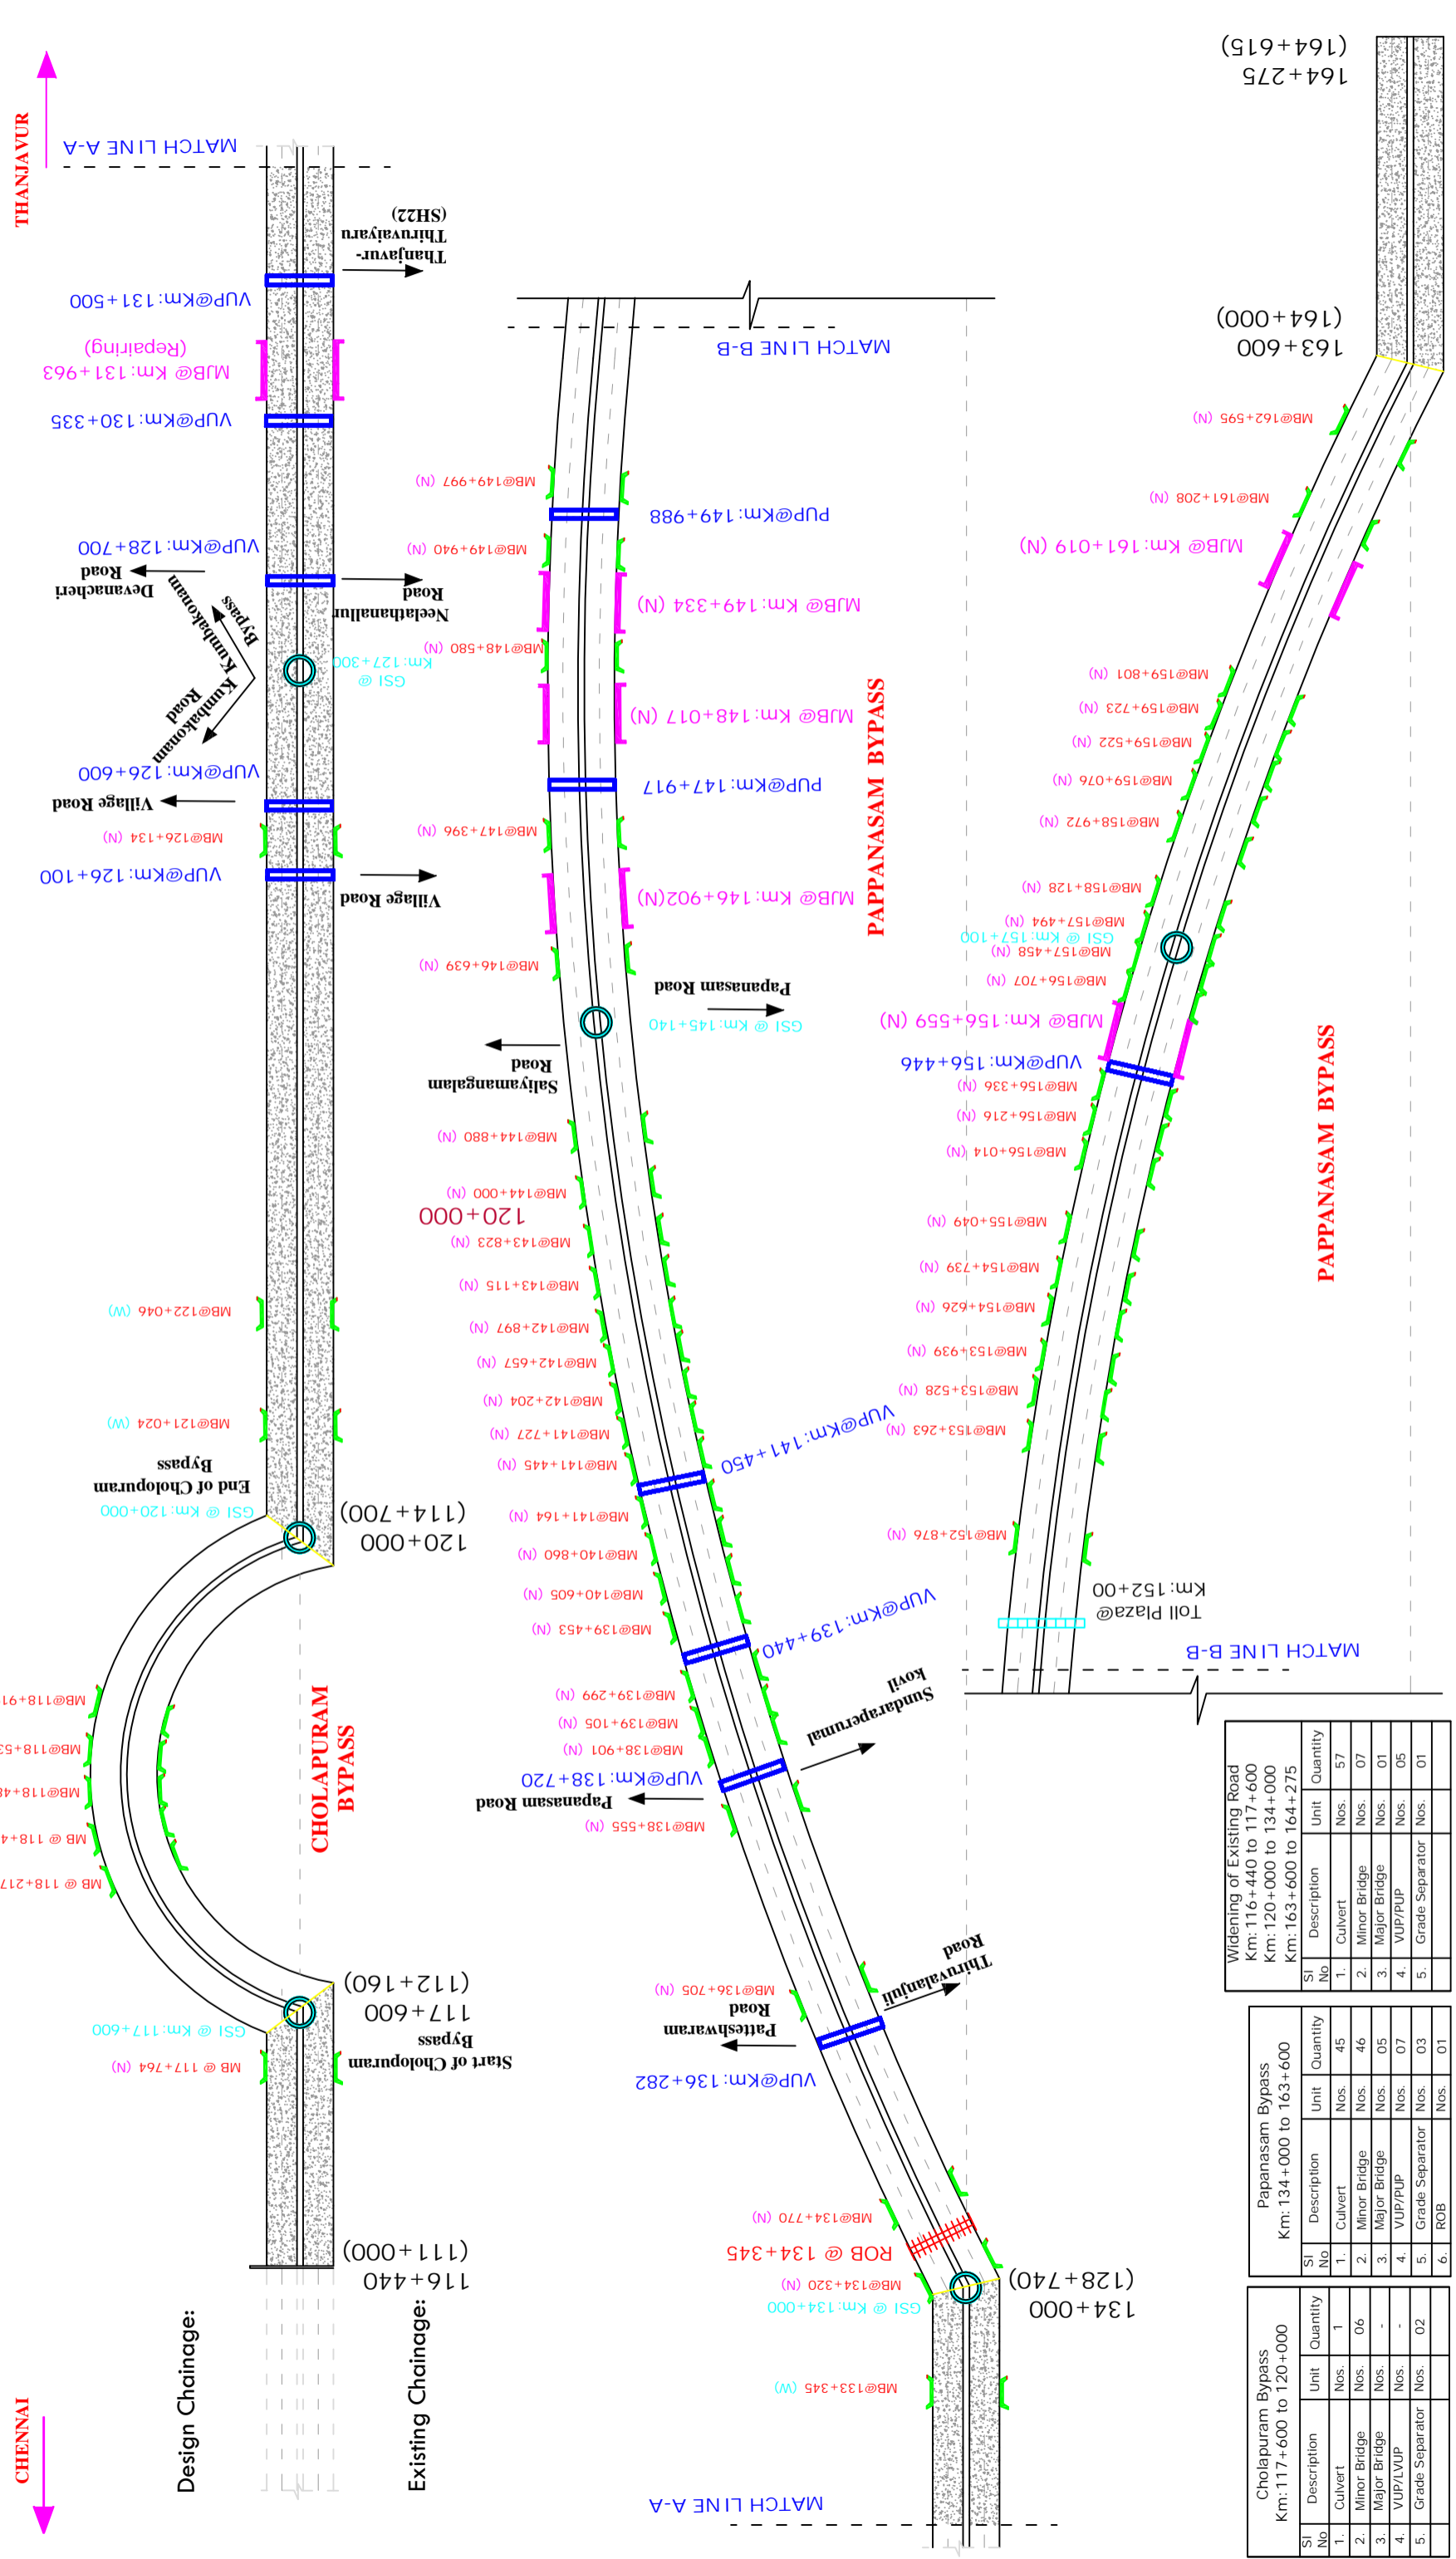 CHENNAI
THANJAVUR
Design Chainage:
Existing Chainage:
116+440
(111+000)
MB @ 117+764 (N)
Start of Cholopuram
Bypass
GSI @ Km:117+600
117+600
(112+160)
MB @ 118+217
MB @ 118+4
MB@118+48
MB@118+53
MB@118+91
CHOLAPURAM
BYPASS
120+000
(114+700)
GSI @ Km:120+000
End of Cholopuram
Bypass
MB@121+024 (W)
MB@122+046 (W)
VUP@Km:126+100
Village Road
MB@126+134 (N)
Village Road
VUP@Km:126+600
Kumbakonam
Road
Kumbakonam
Bypass
GSI @
Km:127+300
Neelathanallur
Road
Devanacheri
Road
VUP@Km:128+700
VUP@Km:130+335
MJB@ Km:131+963
(Repairing)
VUP@Km:131+500
Thanjavur-
Thiruvaiyaru
(SH22)
MATCH LINE A-A
MATCH LINE A-A
MB@133+345 (W)
134+000
(128+740)
GSI @ Km:134+000
MB@134+320 (N)
ROB @ 134+345
MB@134+770 (N)
VUP@Km:136+282
Patteshwaram
Road
Thiruvalanjuli
Road
MB@136+705 (N)
MB@138+555 (N)
Papanasam Road
VUP@Km:138+720
Sundaraperumal
kovil
MB@138+901 (N)
MB@139+105 (N)
MB@139+299 (N)
VUP@Km:139+440
MB@139+453 (N)
MB@140+605 (N)
MB@140+860 (N)
MB@141+164 (N)
VUP@Km:141+450
MB@141+445 (N)
MB@141+727 (N)
MB@142+204 (N)
MB@142+657 (N)
MB@142+897 (N)
MB@143+115 (N)
MB@143+823 (N)
120+000
MB@144+000 (N)
MB@144+880 (N)
Saliyamangalam
Road
GSI @ Km:145+140
Papanasam Road
MB@146+639 (N)
MJB@ Km:146+902(N)
MB@147+396 (N)
PUP@Km:147+917
MJB@ Km:148+017 (N)
MB@148+580 (N)
MJB@ Km:149+334 (N)
MB@149+940 (N)
PUP@Km:149+988
MB@149+997 (N)
PAPPANASAM BYPASS
MATCH LINE B-B
MATCH LINE B-B
Toll Plaza@
Km:152+00
MB@152+876 (N)
MB@153+263 (N)
MB@153+528 (N)
MB@153+939 (N)
MB@154+626 (N)
MB@154+739 (N)
MB@155+049 (N)
MB@156+014 (N)
MB@156+216 (N)
MB@156+336 (N)
VUP@Km:156+446
MJB@ Km:156+559 (N)
MB@156+707 (N)
MB@157+458 (N)
GSI @ Km:157+100
MB@157+494 (N)
MB@158+128 (N)
MB@158+972 (N)
MB@159+076 (N)
MB@159+522 (N)
MB@159+723 (N)
MB@159+801 (N)
MJB@ Km:161+019 (N)
MB@161+208 (N)
MB@162+595 (N)
PAPPANASAM BYPASS
163+600
(164+000)
164+275
(164+615)
Cholapuram Bypass
Km:117+600 to 120+000
SI No Description Unit Quantity
1. Culvert Nos. 1
2. Minor Bridge Nos. 06
3. Major Bridge Nos. -
4. VUP/LVUP Nos. -
5. Grade Separator Nos. 02
Papanasam Bypass
Km:134+000 to 163+600
SI No Description Unit Quantity
1. Culvert Nos. 45
2. Minor Bridge Nos. 46
3. Major Bridge Nos. 05
4. VUP/PUP Nos. 07
5. Grade Separator Nos. 03
6. ROB Nos. 01
Widening of Existing Road
Km:116+440 to 117+600
Km:120+000 to 134+000
Km:163+600 to 164+275
SI No Description Unit Quantity
1. Culvert Nos. 57
2. Minor Bridge Nos. 07
3. Major Bridge Nos. 01
4. VUP/PUP Nos. 05
5. Grade Separator Nos. 01